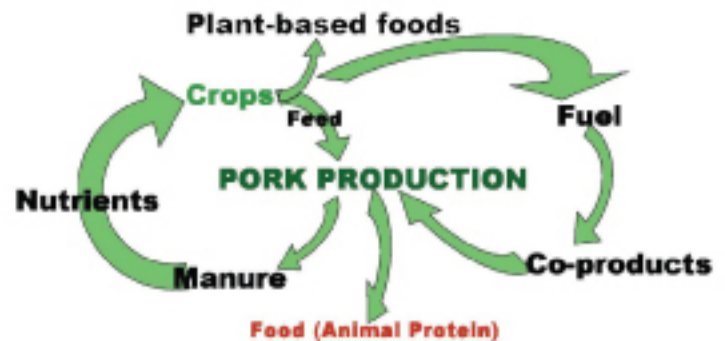 Plant-based foods
Crops
Feed
Fuel
PORK PRODUCTION
Nutrients
Manure
Co-products
Food (Animal Protein)